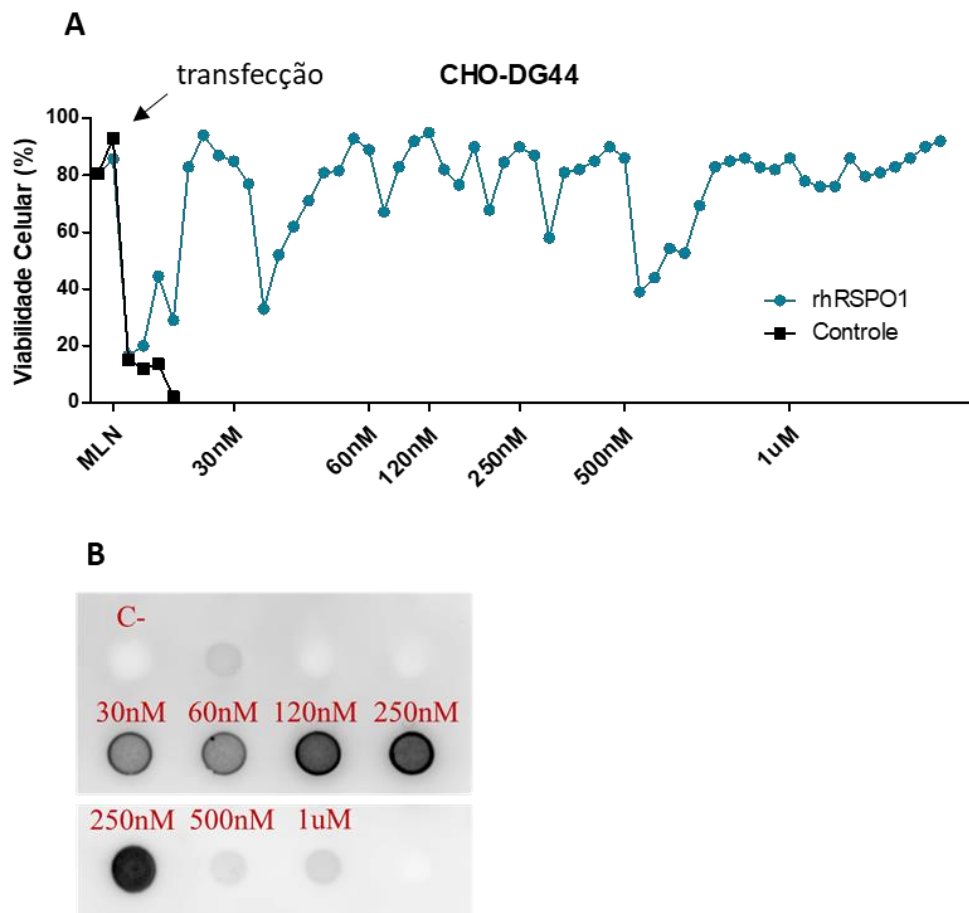 A
transfecção
CHO-DG44
Viabilidade Celular (%)
100
80
60
40
20
0
rhRSPO1
Controle
MLN
30nM
60nM
120nM
250nM
500nM
1uM
B
C-
30nM 60nM 120nM 250nM
250nM 500nM 1uM